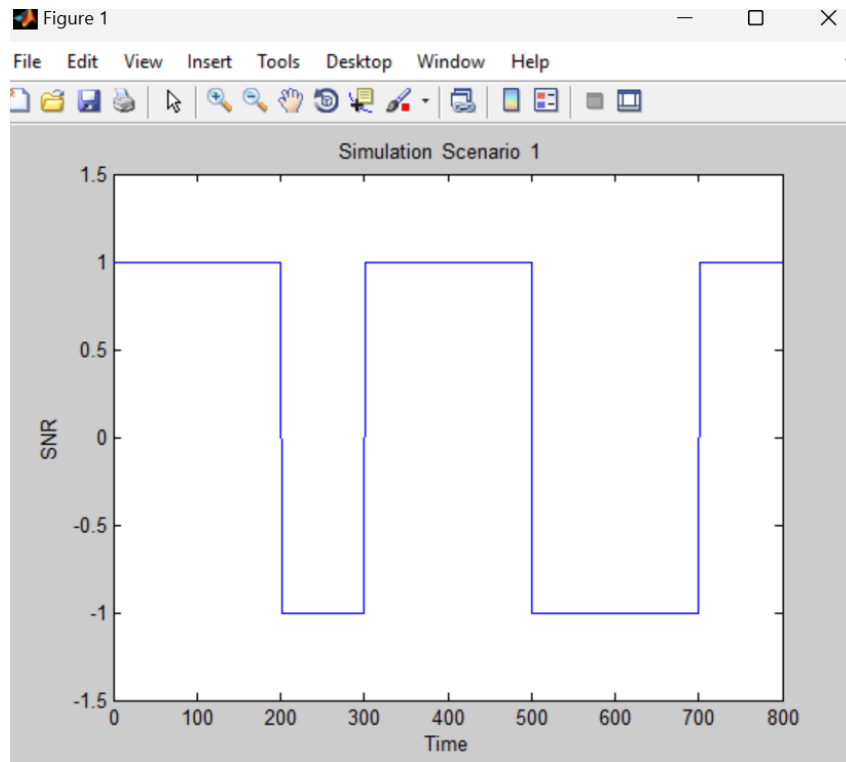 Figure 1
File Edit View Insert Tools Desktop Window Help
Simulation Scenario 1
1.5
1
0.5
0
-0.5
-1
-1.5
SNR
0 100 200 300 400 500 600 700 800
Time